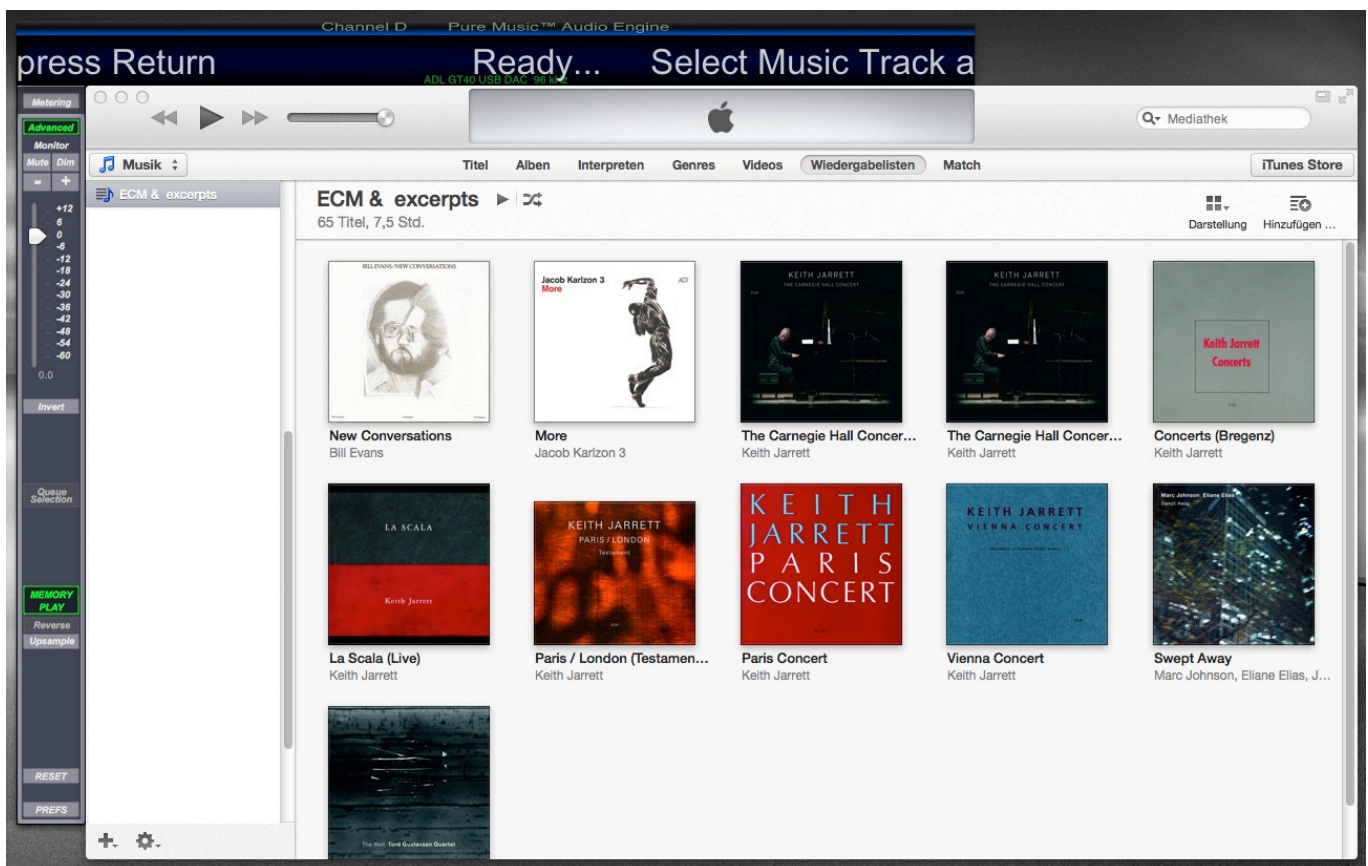 Channel D Pure Music™ Audio Engine
press Return Ready... Select Music Track a
ADL GT40 USB DAC 96 kHz
Metering
Advanced
Monitor
Mute Dim
- +
+12
6
0
-6
-12
-18
-24
-30
-36
-42
-48
-54
-60
0.0
Invert
Queue
Selection
MEMORY
PLAY
Reverse
Upsample
RESET
PREFS
Mediathek
Musik
Titel Alben Interpreten Genres Videos Wiedergabelisten Match
iTunes Store
ECM & excerpts
ECM & excerpts
65 Titel, 7,5 Std.
Darstellung Hinzufügen ...
BILL EVANS/NEW CONVERSATIONS
New Conversations
Bill Evans
Jacob Karlzon 3
More
ACT
More
Jacob Karlzon 3
KEITH JARRETT
THE CARNEGIE HALL CONCERT
The Carnegie Hall Concer...
Keith Jarrett
KEITH JARRETT
THE CARNEGIE HALL CONCERT
The Carnegie Hall Concer...
Keith Jarrett
Keith Jarrett
Concerts
Concerts (Bregenz)
Keith Jarrett
LA SCALA
Keith Jarrett
La Scala (Live)
Keith Jarrett
KEITH JARRETT
PARIS / LONDON
Testament
Paris / London (Testamen...
Keith Jarrett
KEITH
JARRETT
PARIS
CONCERT
Paris Concert
Keith Jarrett
KEITH JARRETT
VIENNA CONCERT
Vienna Concert
Keith Jarrett
Marc Johnson, Eliane Elias
Swept Away
Swept Away
Marc Johnson, Eliane Elias, J...
The Well Tord Gustavsen Quartet